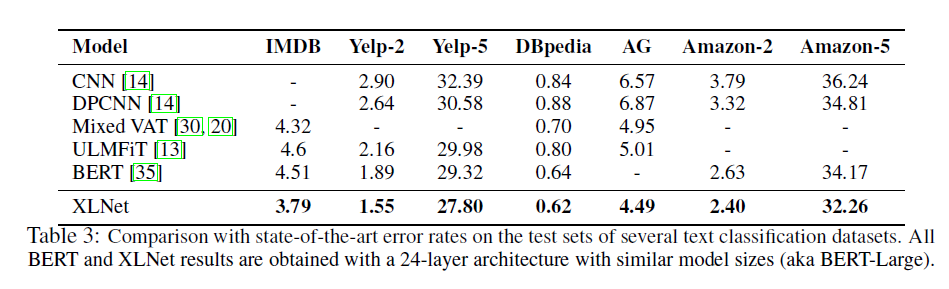 Model IMDB Yelp-2 Yelp-5 DBpedia AG Amazon-2 Amazon-5
CNN [14] - 2.90 32.39 0.84 6.57 3.79 36.24
DPCNN [14] - 2.64 30.58 0.88 6.87 3.32 34.81
Mixed VAT [30, 20] 4.32 - - 0.70 4.95 - -
ULMFiT [13] 4.6 2.16 29.98 0.80 5.01 - -
BERT [35] 4.51 1.89 29.32 0.64 - 2.63 34.17
XLNet 3.79 1.55 27.80 0.62 4.49 2.40 32.26
Table 3: Comparison with state-of-the-art error rates on the test sets of several text classification datasets. All
BERT and XLNet results are obtained with a 24-layer architecture with similar model sizes (aka BERT-Large).